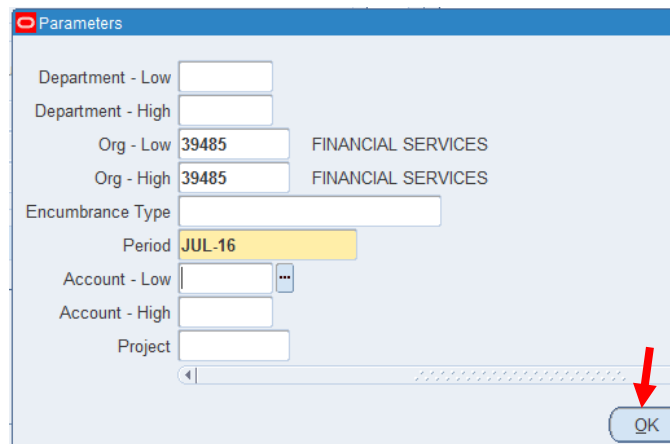 Parameters
Department - Low
Department - High
Org - Low 39485 FINANCIAL SERVICES
Org - High 39485 FINANCIAL SERVICES
Encumbrance Type
Period JUL-16
Account - Low ...
Account - High
Project
OK